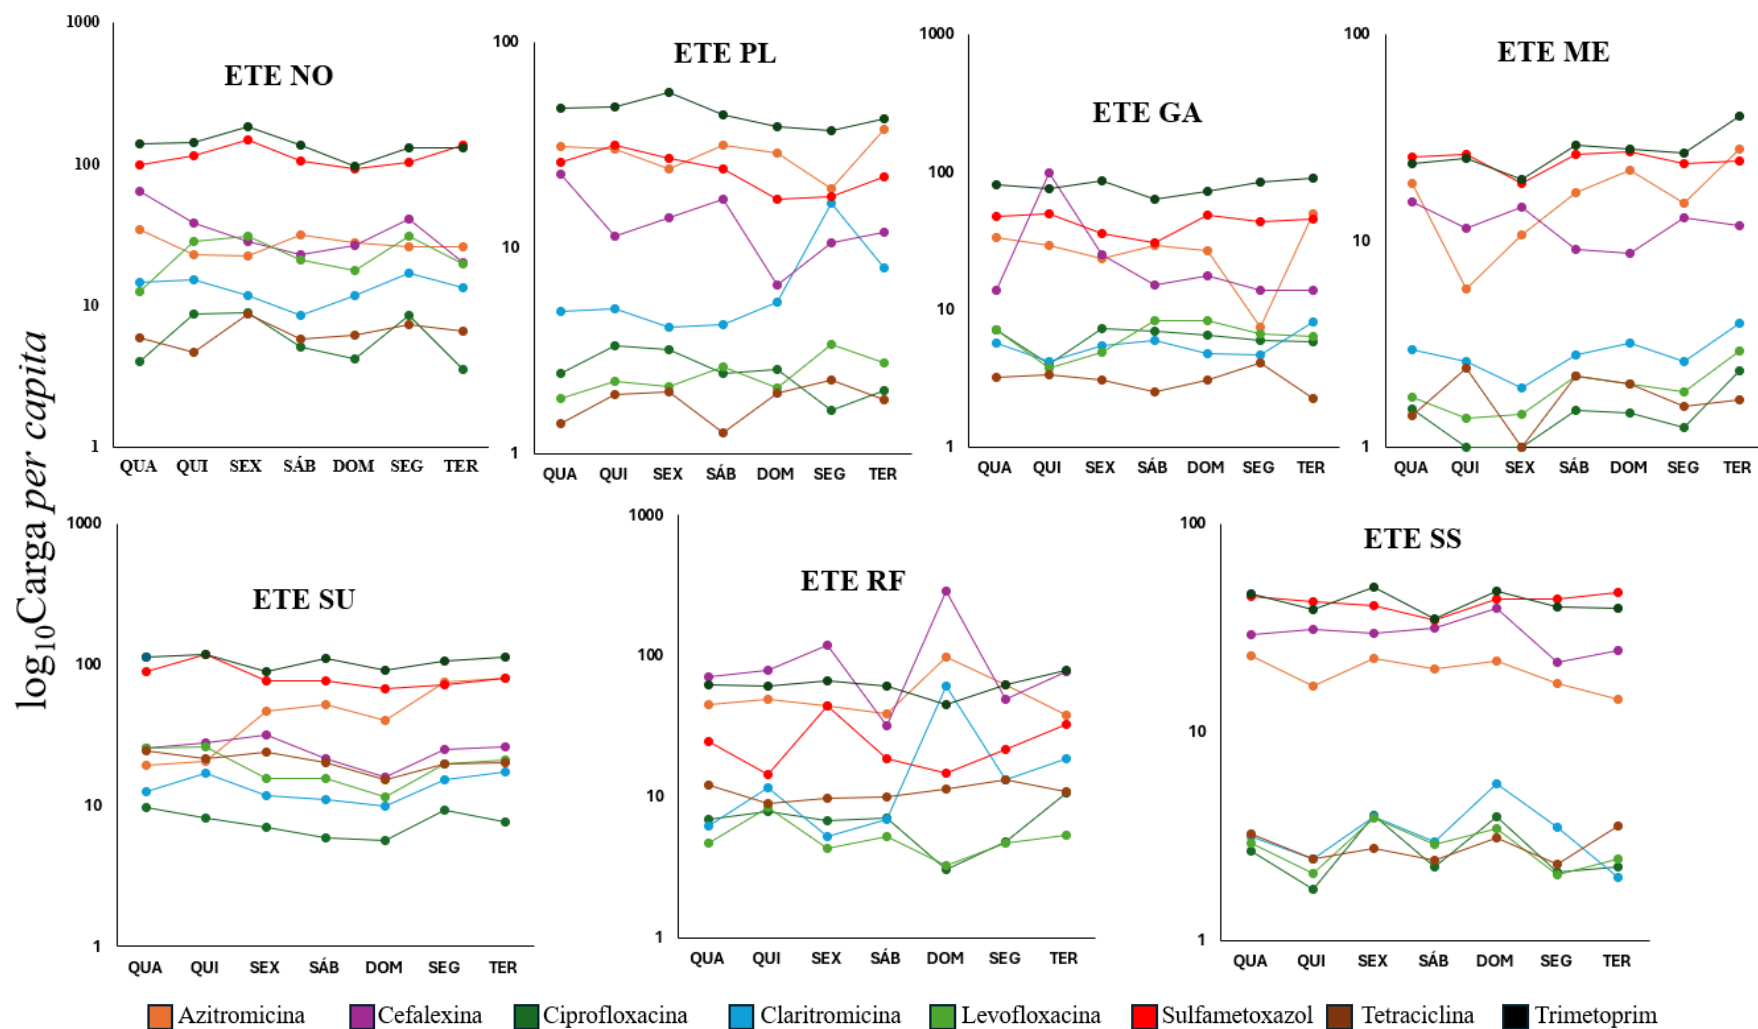 log10Carga per capita
ETE NO
1000
100
10
1
QUA QUI SEX SÁB DOM SEG TER
ETE PL
100
10
1
QUA QUI SEX SÁB DOM SEG TER
ETE GA
1000
100
10
1
QUA QUI SEX SÁB DOM SEG TER
ETE ME
100
10
1
QUA QUI SEX SÁB DOM SEG TER
ETE SU
1000
100
10
1
QUA QUI SEX SÁB DOM SEG TER
ETE RF
1000
100
10
1
QUA QUI SEX SÁB DOM SEG TER
ETE SS
100
10
1
QUA QUI SEX SÁB DOM SEG TER
Azitromicina Cefalexina Ciprofloxacina Claritromicina Levofloxacina Sulfametoxazol Tetraciclina Trimetoprim